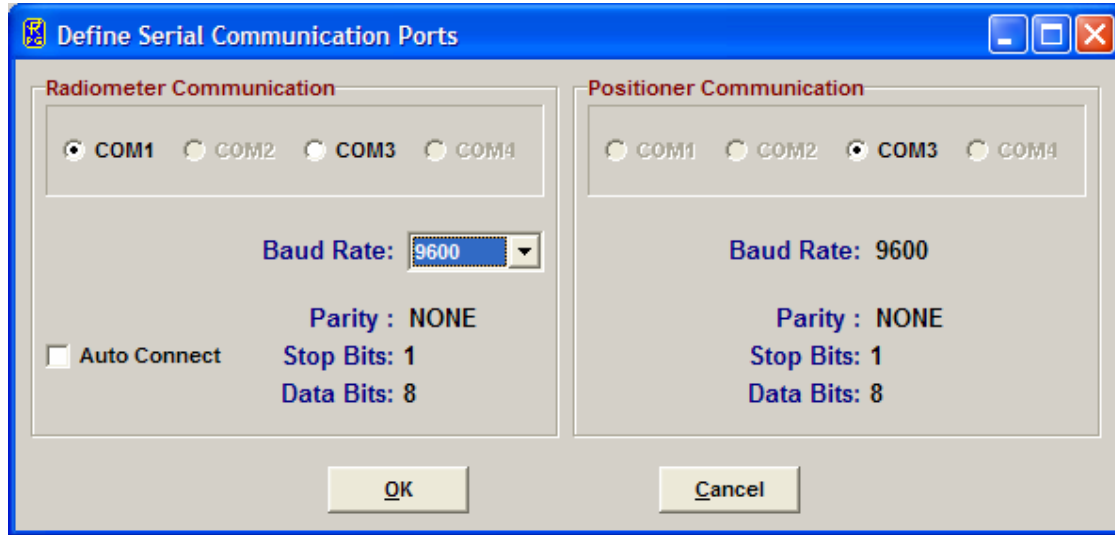 Define Serial Communication Ports
Radiometer Communication
COM1 COM2 COM3 COM4
Baud Rate: 9600
Parity : NONE
Auto Connect
Stop Bits: 1
Data Bits: 8
Positioner Communication
COM1 COM2 COM3 COM4
Baud Rate: 9600
Parity : NONE
Stop Bits: 1
Data Bits: 8
OK
Cancel